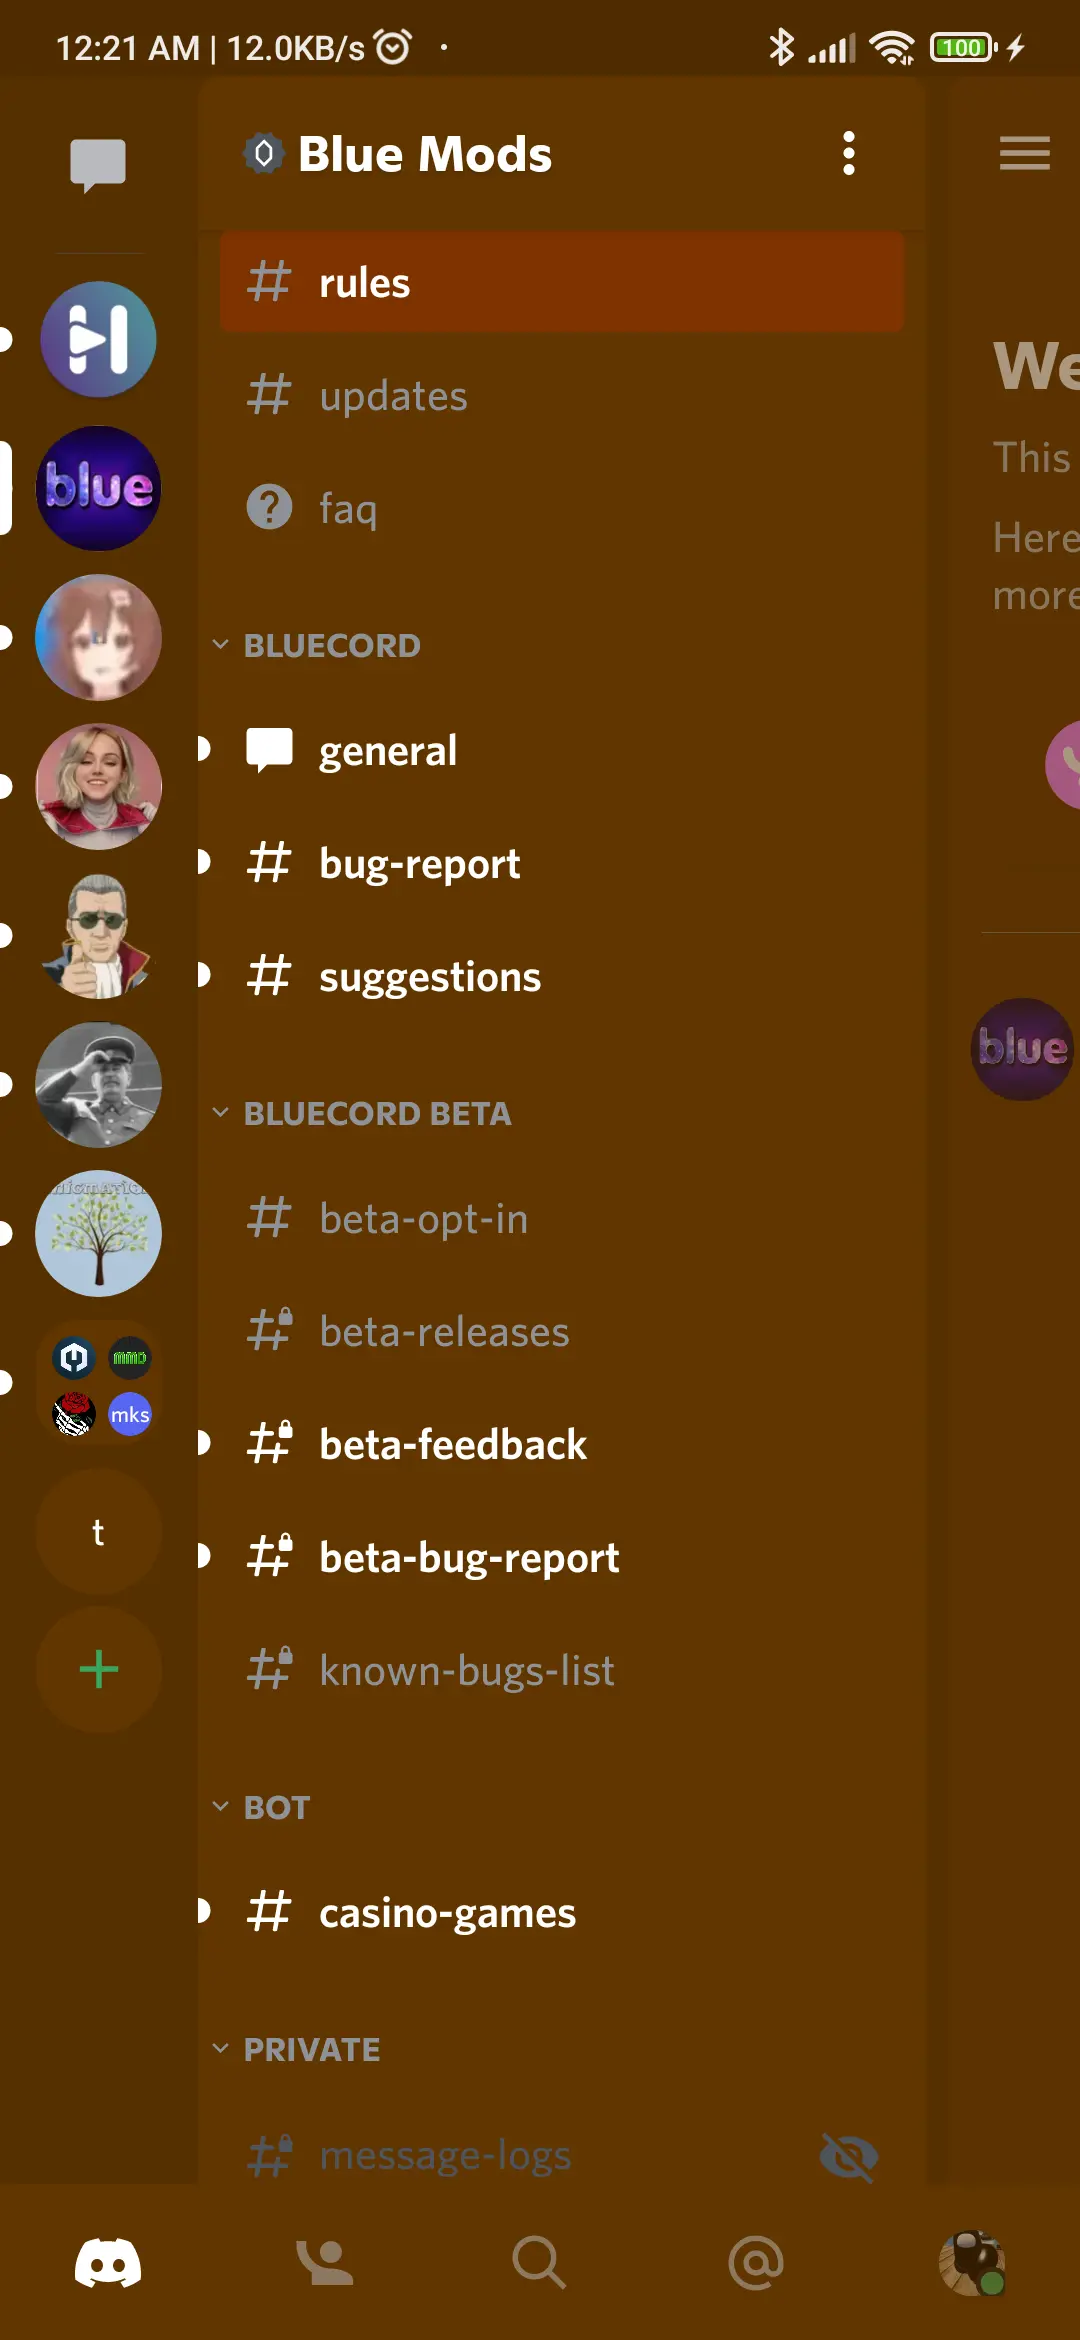 12:21 AM | 12.0KB/s
100
Blue Mods
rules
updates
faq
BLUECORD
general
bug-report
suggestions
BLUECORD BETA
beta-opt-in
beta-releases
beta-feedback
beta-bug-report
known-bugs-list
BOT
casino-games
PRIVATE
message-logs
blue
MMD
mks
t
We
This
Here
more
blue